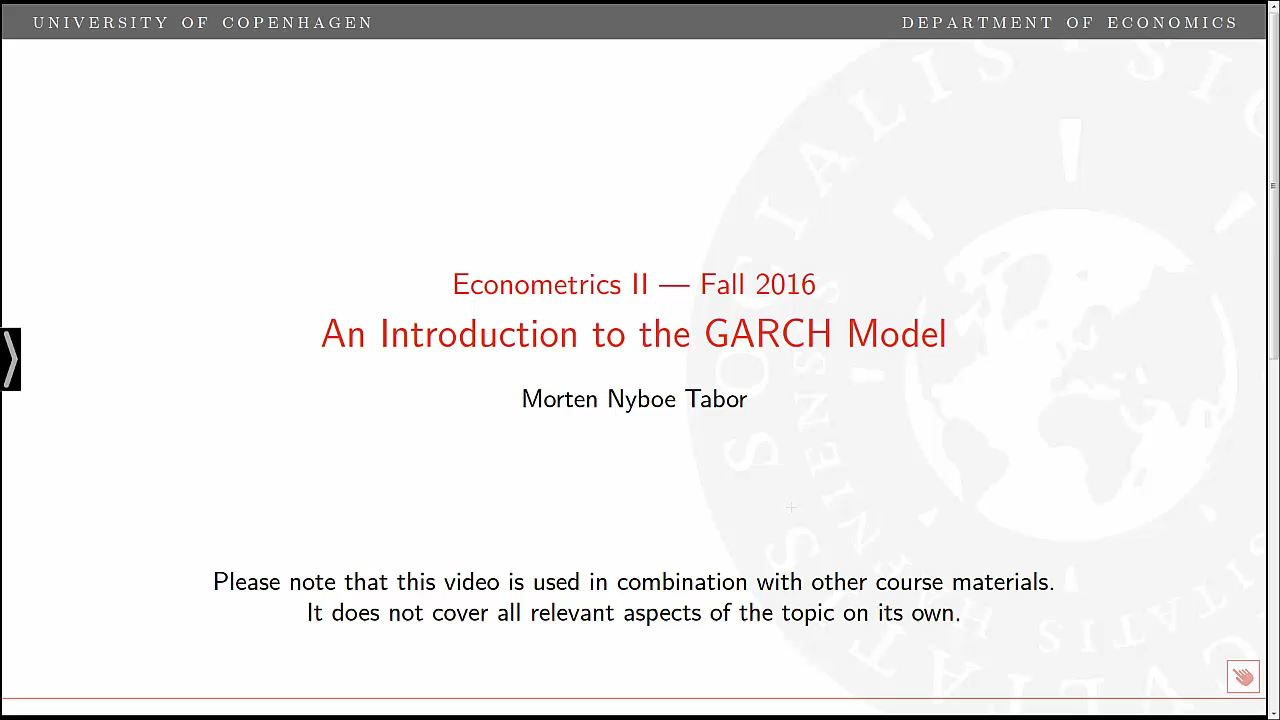 UNIVERSITY OF COPENHAGEN
DEPARTMENT OF ECONOMICS
Econometrics II — Fall 2016
An Introduction to the GARCH Model
Morten Nyboe Tabor
Please note that this video is used in combination with other course materials.
It does not cover all relevant aspects of the topic on its own.